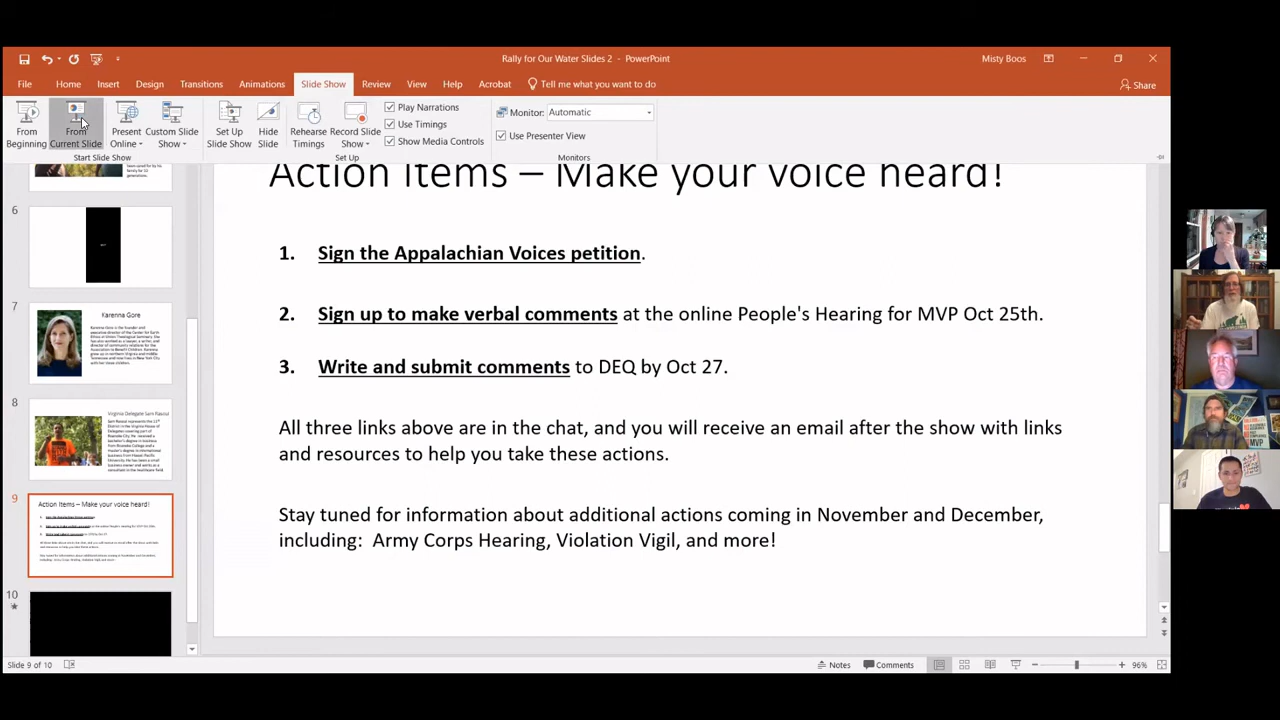 Rally for Our Water Slides 2 - PowerPoint
Misty Boos
File Home Insert Design Transitions Animations Slide Show Review View Help Acrobat Tell me what you want to do
Share
From Beginning
From Current Slide
Present Online
Custom Slide Show
Set Up Slide Show
Hide Slide
Rehearse Timings
Record Slide Show
Play Narrations
Use Timings
Show Media Controls
Monitor: Automatic
Use Presenter View
Start Slide Show
Set Up
Monitors
6
7
Karenna Gore
8
Virginia Delegate Sam Rasoul
9
Action Items – Make your voice heard!
10
Action Items – Make your voice heard!
1. Sign the Appalachian Voices petition.
2. Sign up to make verbal comments at the online People's Hearing for MVP Oct 25th.
3. Write and submit comments to DEQ by Oct 27.
All three links above are in the chat, and you will receive an email after the show with links
and resources to help you take these actions.
Stay tuned for information about additional actions coming in November and December,
including: Army Corps Hearing, Violation Vigil, and more!
MVP
Slide 9 of 10
Notes
Comments
96%